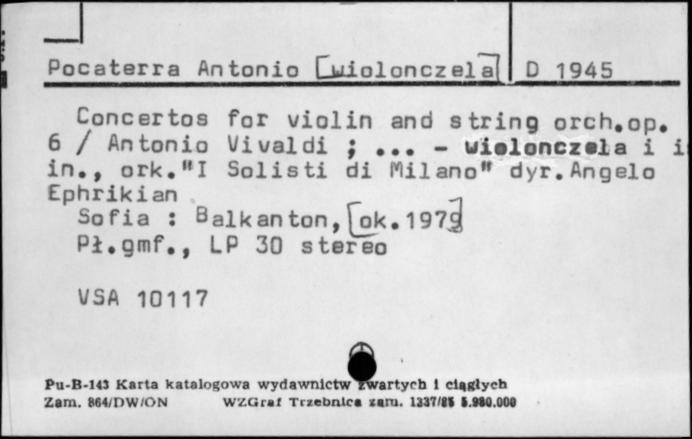 Pocaterra Antonio [wiolonczela] D 1945
Concertos for violin and string orch.op.
6 / Antonio Vivaldi ; ... - wiolonczela i i
in., ork."I Solisti di Milano" dyr.Angelo
Ephrikian
Sofia : Balkanton, [ok.1979]
Pł.gmf., LP 30 stereo
VSA 10117
Pu-B-143 Karta katalogowa wydawnictw zwartych i ciągłych
Zam. 864/DW/ON WZGraf Trzebnica zam. 1337/85 5.980.000